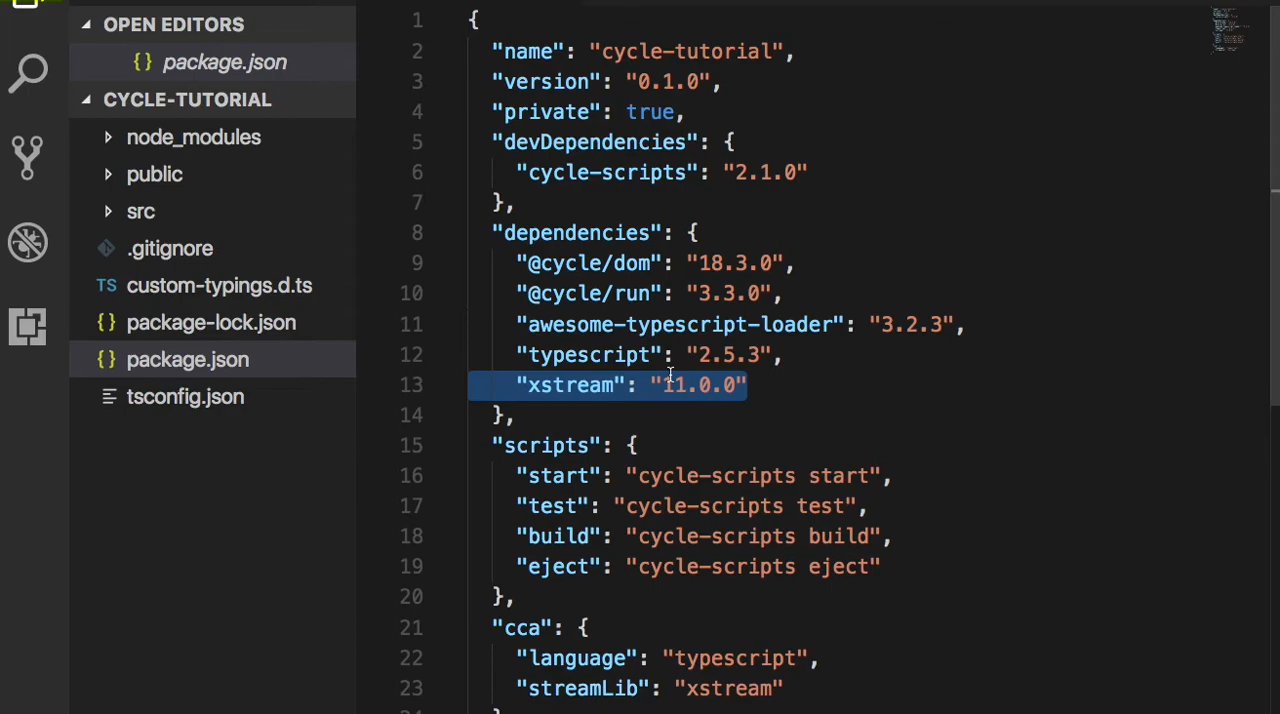 OPEN EDITORS
{} package.json
CYCLE-TUTORIAL
node_modules
public
src
.gitignore
TS custom-typings.d.ts
{} package-lock.json
{} package.json
tsconfig.json
1 {
2 "name": "cycle-tutorial",
3 "version": "0.1.0",
4 "private": true,
5 "devDependencies": {
6 "cycle-scripts": "2.1.0"
7 },
8 "dependencies": {
9 "@cycle/dom": "18.3.0",
10 "@cycle/run": "3.3.0",
11 "awesome-typescript-loader": "3.2.3",
12 "typescript": "2.5.3",
13 "xstream": "11.0.0"
14 },
15 "scripts": {
16 "start": "cycle-scripts start",
17 "test": "cycle-scripts test",
18 "build": "cycle-scripts build",
19 "eject": "cycle-scripts eject"
20 },
21 "cca": {
22 "language": "typescript",
23 "streamLib": "xstream"